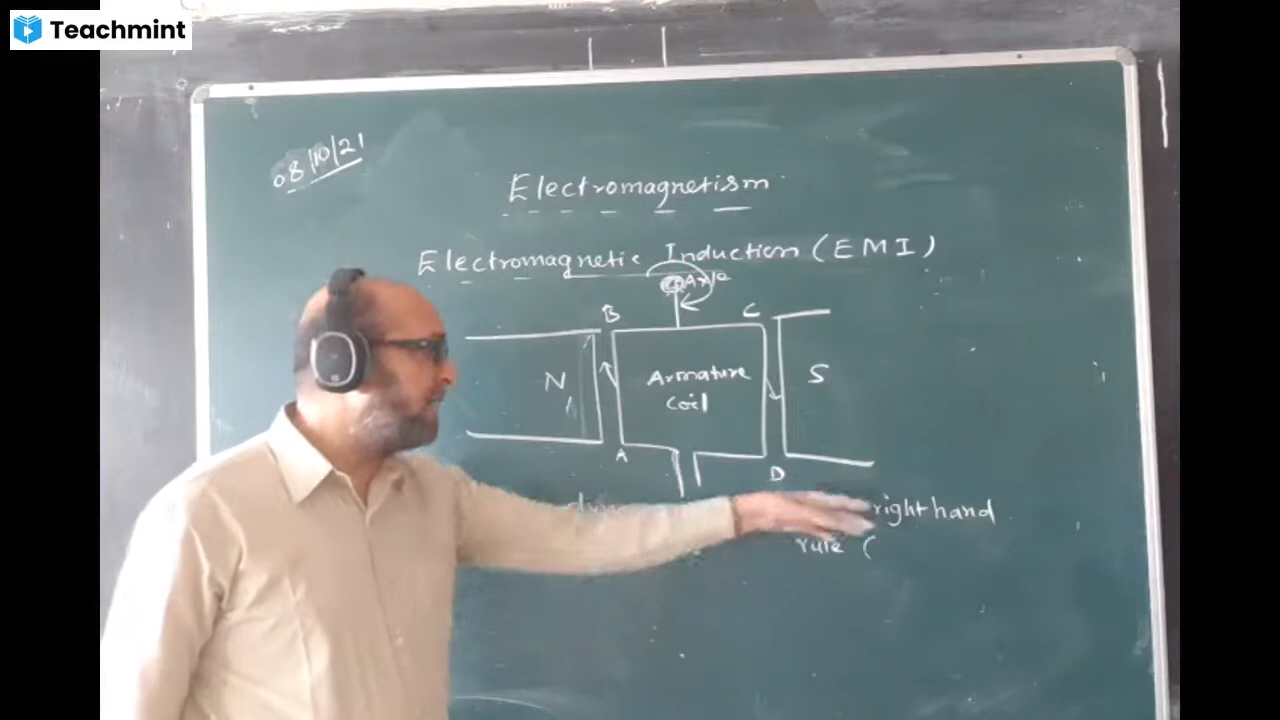 Teachmint
08/10/21
Electromagnetism
Electromagnetic Induction (EMI)
Axle
B C
N Armature S
coil
A
D
right hand
rule (